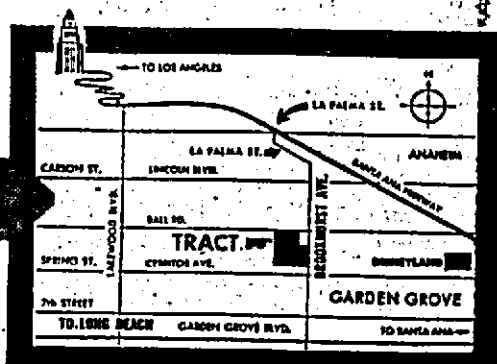 TO LOS ANGELES
N
LA PALMA ST.
LA PALMA ST.
ANAHEIM
CARSON ST.
LINCOLN BLVD.
SANTA ANA FREEWAY
LAKEWOOD BLVD.
BROOKHURST AVE.
BALL RD.
TRACT
SPRING ST.
CERRITOS AVE.
DISNEYLAND
GARDEN GROVE
7th STREET
TO LONG BEACH
GARDEN GROVE BLVD.
TO SANTA ANA